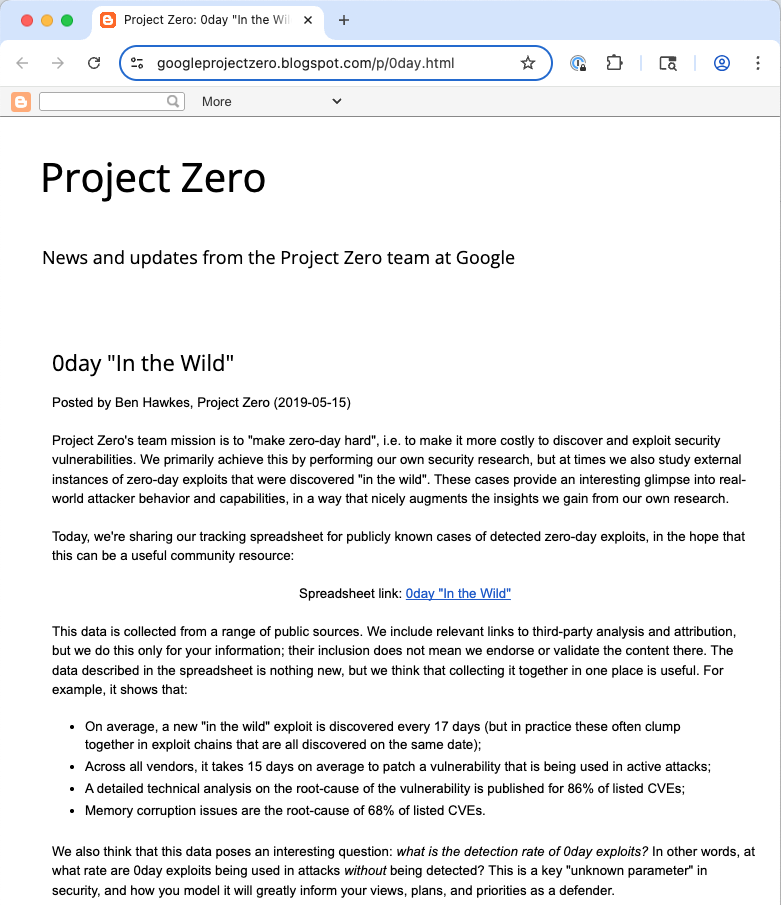 Project Zero: 0day "In the Wil
googleprojectzero.blogspot.com/p/0day.html
More
Project Zero
News and updates from the Project Zero team at Google
0day "In the Wild"
Posted by Ben Hawkes, Project Zero (2019-05-15)
Project Zero's team mission is to "make zero-day hard", i.e. to make it more costly to discover and exploit security
vulnerabilities. We primarily achieve this by performing our own security research, but at times we also study external
instances of zero-day exploits that were discovered "in the wild". These cases provide an interesting glimpse into real-
world attacker behavior and capabilities, in a way that nicely augments the insights we gain from our own research.
Today, we're sharing our tracking spreadsheet for publicly known cases of detected zero-day exploits, in the hope that
this can be a useful community resource:
Spreadsheet link: 0day "In the Wild"
This data is collected from a range of public sources. We include relevant links to third-party analysis and attribution,
but we do this only for your information; their inclusion does not mean we endorse or validate the content there. The
data described in the spreadsheet is nothing new, but we think that collecting it together in one place is useful. For
example, it shows that:
• On average, a new "in the wild" exploit is discovered every 17 days (but in practice these often clump
together in exploit chains that are all discovered on the same date);
• Across all vendors, it takes 15 days on average to patch a vulnerability that is being used in active attacks;
• A detailed technical analysis on the root-cause of the vulnerability is published for 86% of listed CVEs;
• Memory corruption issues are the root-cause of 68% of listed CVEs.
We also think that this data poses an interesting question: what is the detection rate of 0day exploits? In other words, at
what rate are 0day exploits being used in attacks without being detected? This is a key "unknown parameter" in
security, and how you model it will greatly inform your views, plans, and priorities as a defender.